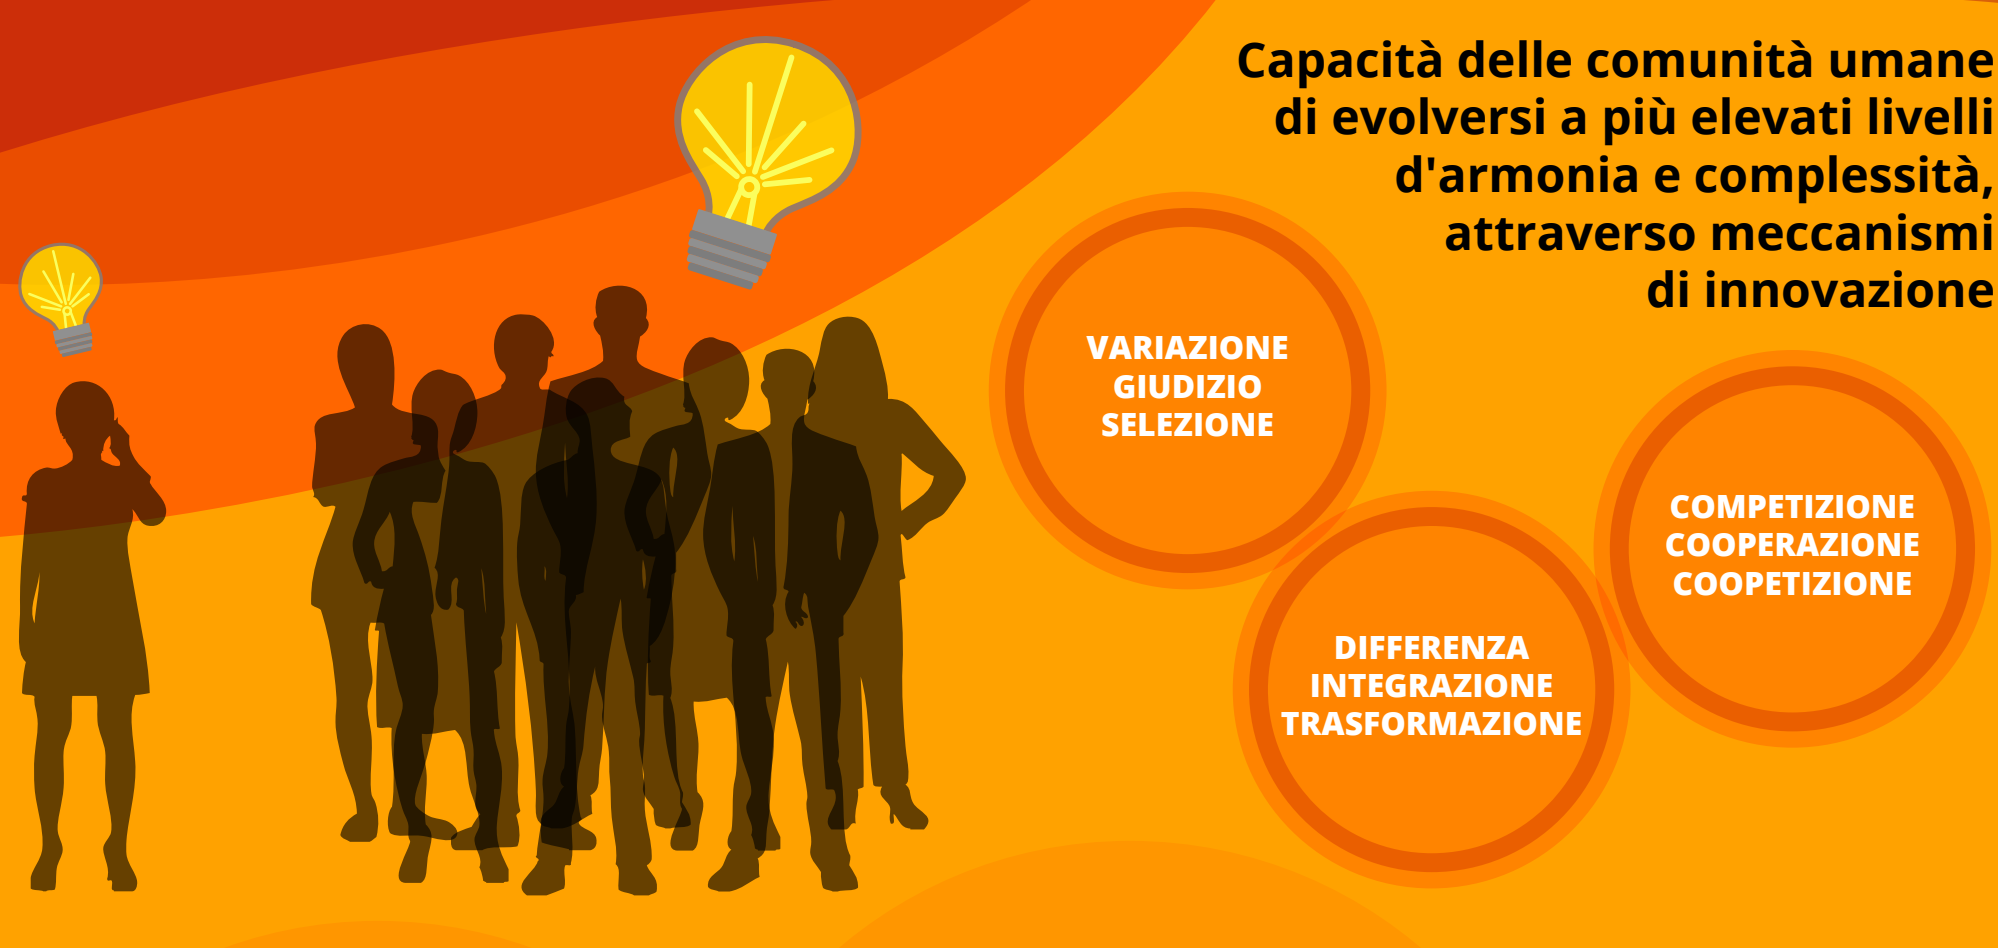 Capacità delle comunità umane
di evolversi a più elevati livelli
d'armonia e complessità,
attraverso meccanismi
di innovazione
VARIAZIONE
GIUDIZIO
SELEZIONE
DIFFERENZA
INTEGRAZIONE
TRASFORMAZIONE
COMPETIZIONE
COOPERAZIONE
COOPETIZIONE